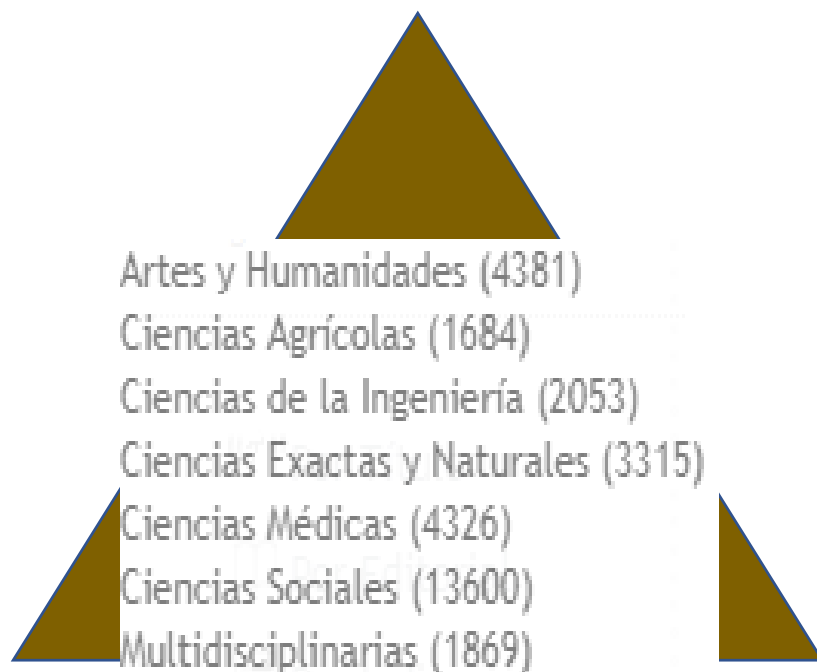 Artes y Humanidades (4381)
Ciencias Agrícolas (1684)
Ciencias de la Ingeniería (2053)
Ciencias Exactas y Naturales (3315)
Ciencias Médicas (4326)
Ciencias Sociales (13600)
Multidisciplinarias (1869)